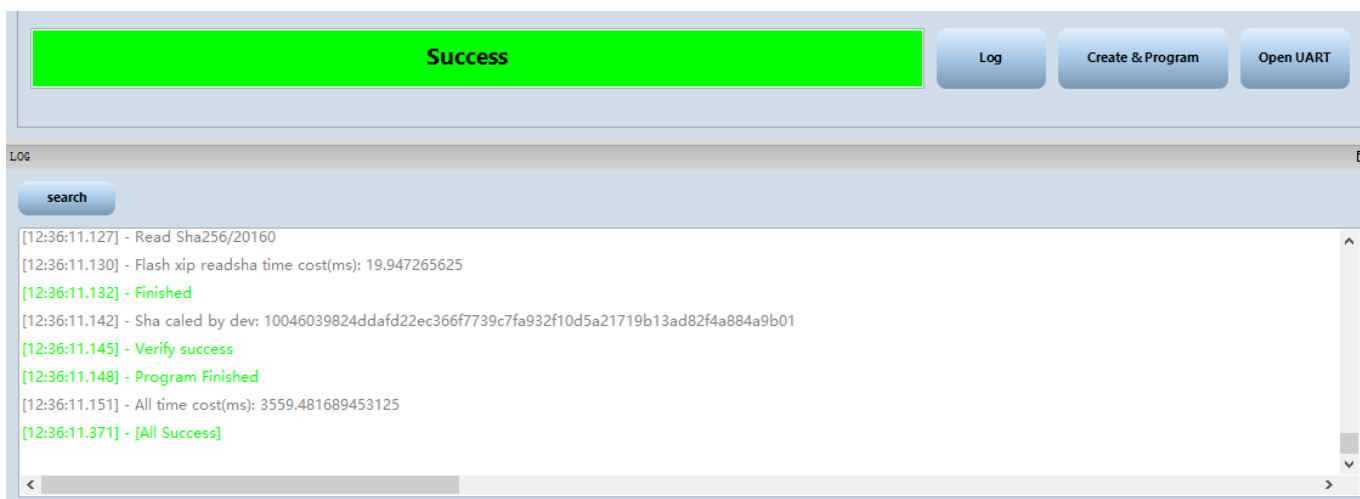 Success
Log
Create & Program
Open UART
LOG
search
[12:36:11.127] - Read Sha256/20160
[12:36:11.130] - Flash xip readsha time cost(ms): 19.947265625
[12:36:11.132] - Finished
[12:36:11.142] - Sha caled by dev: 10046039824ddafd22ec366f7739c7fa932f10d5a21719b13ad82f4a884a9b01
[12:36:11.145] - Verify success
[12:36:11.148] - Program Finished
[12:36:11.151] - All time cost(ms): 3559.481689453125
[12:36:11.371] - [All Success]